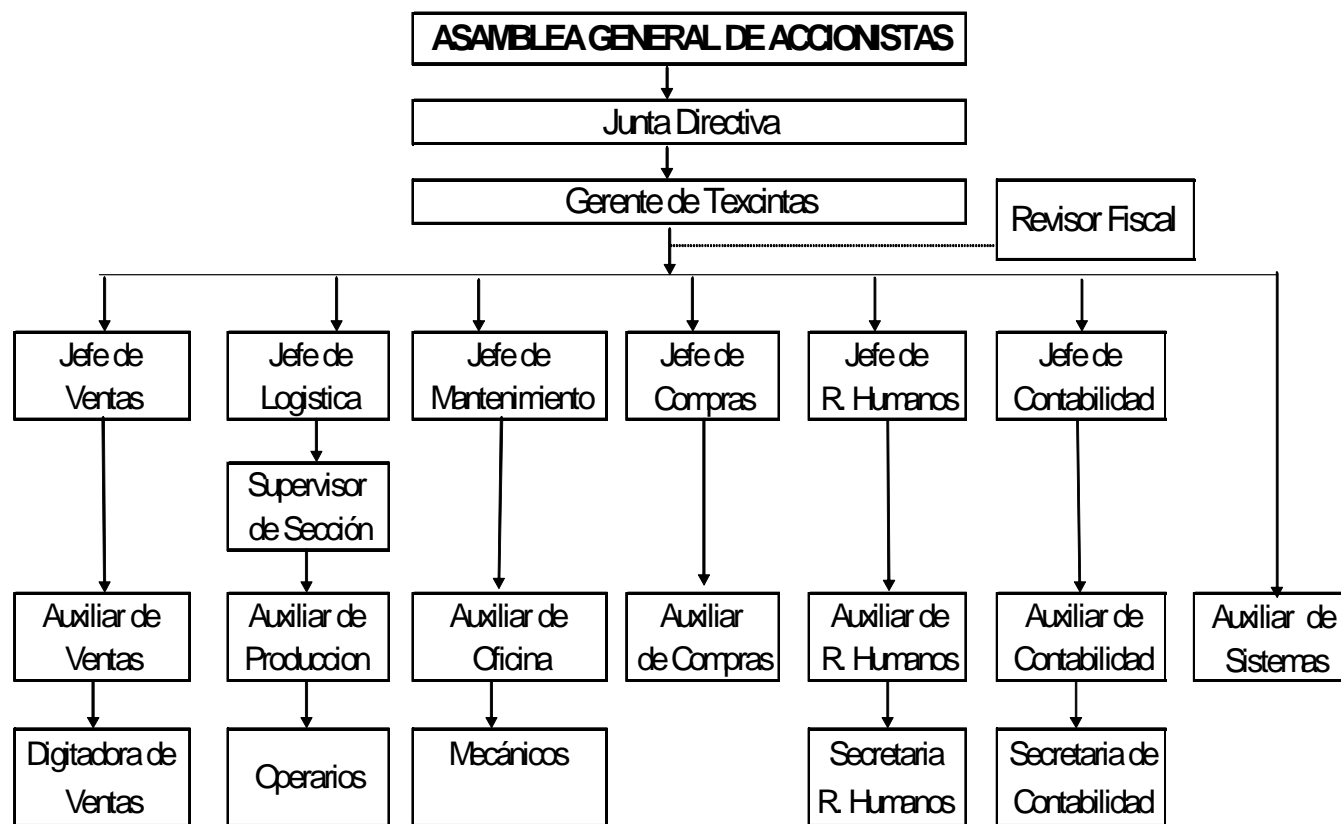 ASAMBLEA GENERAL DE ACCIONISTAS
Junta Directiva
Gerente de Texcintas
Revisor Fiscal
Jefe de
Ventas
Jefe de
Logistica
Jefe de
Mantenimiento
Jefe de
Compras
Jefe de
R. Humanos
Jefe de
Contabilidad
Supervisor
de Sección
Auxiliar de
Ventas
Auxiliar de
Produccion
Auxiliar de
Oficina
Auxiliar
de Compras
Auxiliar de
R. Humanos
Auxiliar de
Contabilidad
Auxiliar de
Sistemas
Digitadora de
Ventas
Operarios
Mecánicos
Secretaria
R. Humanos
Secretaria de
Contabilidad